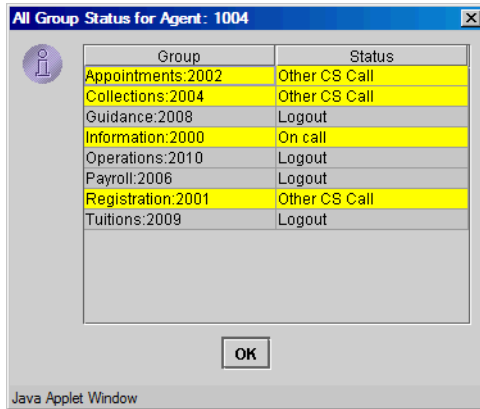 All Group Status for Agent: 1004
Group Status
Appointments:2002 Other CS Call
Collections:2004 Other CS Call
Guidance:2008 Logout
Information:2000 On call
Operations:2010 Logout
Payroll:2006 Logout
Registration:2001 Other CS Call
Tuitions:2009 Logout
OK
Java Applet Window